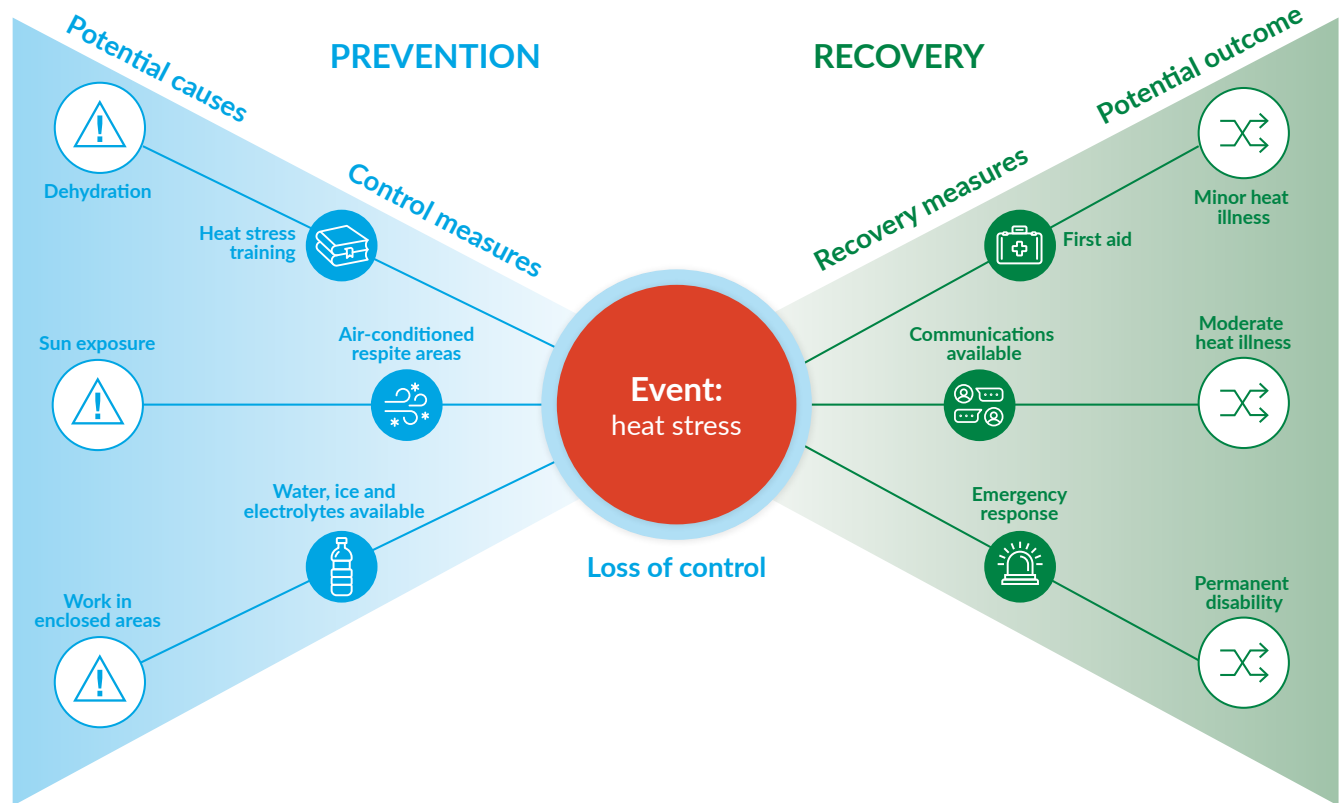 Potential causes
PREVENTION
RECOVERY
Potential outcome
Dehydration
Control measures
Heat stress
training
Recovery measures
First aid
Minor heat
illness
Sun exposure
Air-conditioned
respite areas
Event:
heat stress
Communications
available
Moderate
heat illness
Water, ice and
electrolytes available
Loss of control
Emergency
response
Work in
enclosed areas
Permanent
disability